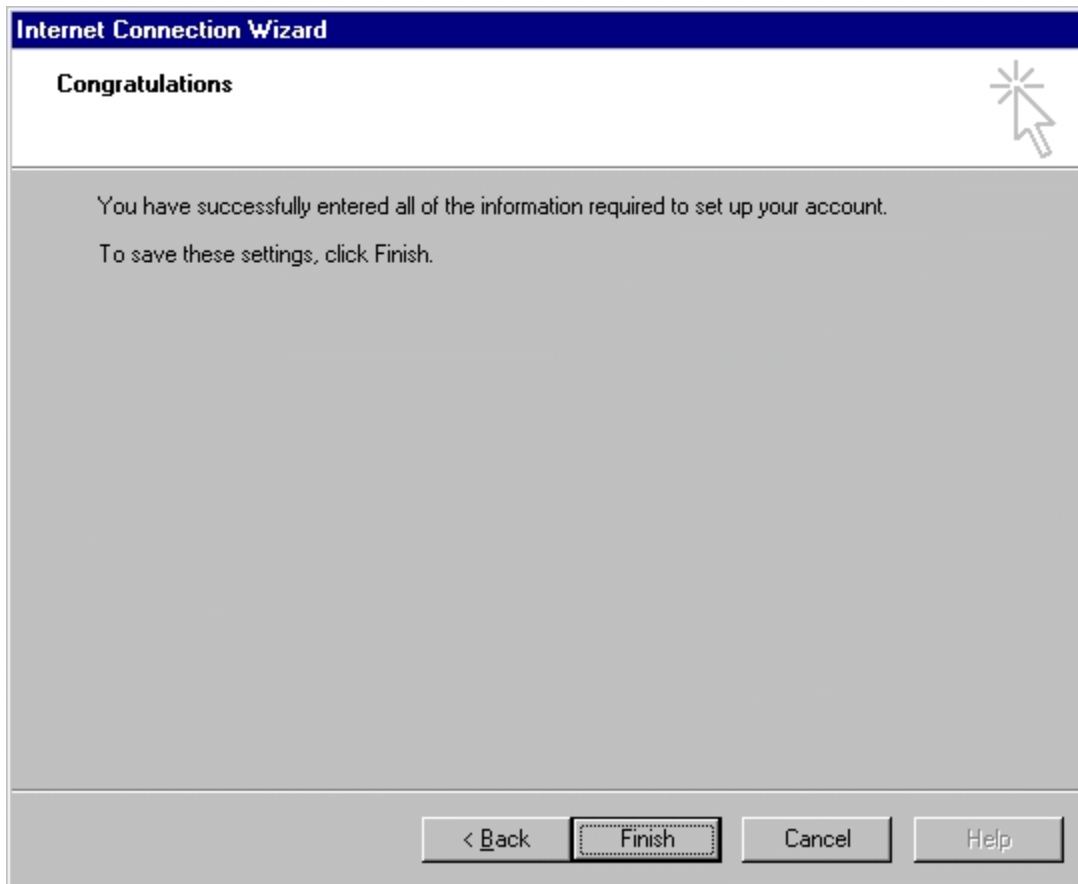 Internet Connection Wizard
Congratulations
You have successfully entered all of the information required to set up your account.
To save these settings, click Finish.
< Back
Finish
Cancel
Help